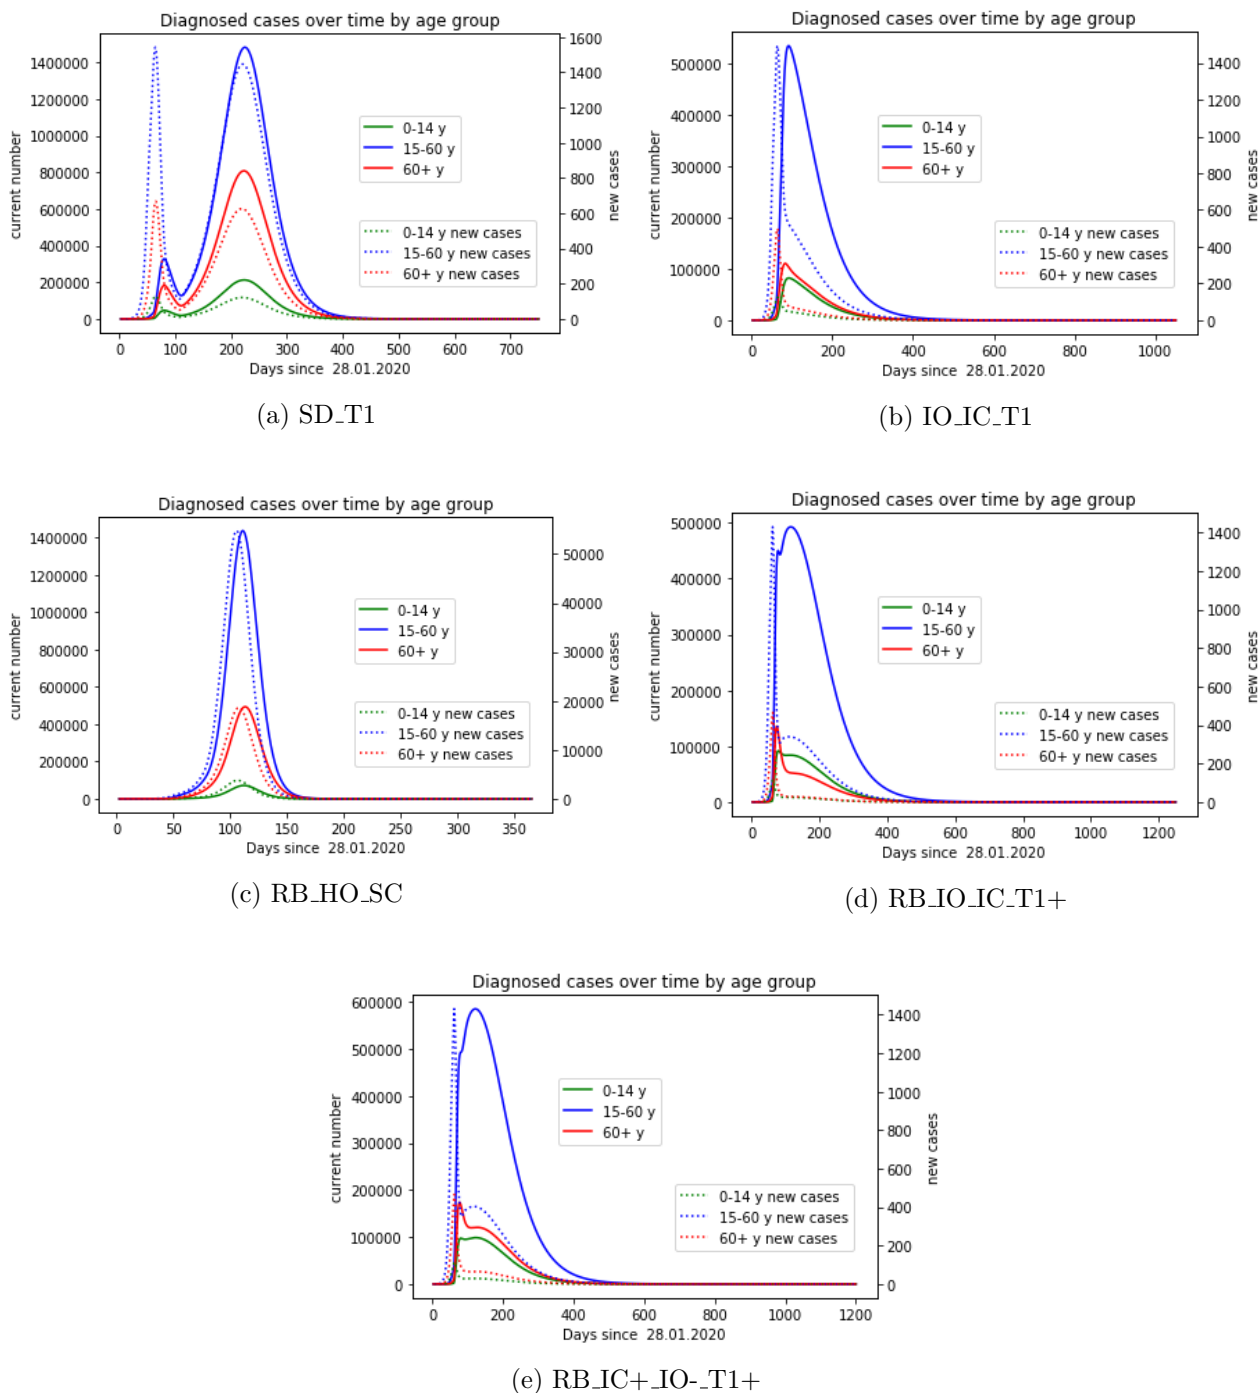 Diagnosed cases over time by age group
1400000
1200000
1000000
800000
600000
400000
200000
0
current number
1600
1400
1200
1000
800
600
400
200
0
new cases
0-14 y
15-60 y
60+ y
0-14 y new cases
15-60 y new cases
60+ y new cases
0 100 200 300 400 500 600 700
Days since 28.01.2020
(a) SD_T1
Diagnosed cases over time by age group
500000
400000
300000
200000
100000
0
current number
1400
1200
1000
800
600
400
200
0
new cases
0-14 y
15-60 y
60+ y
0-14 y new cases
15-60 y new cases
60+ y new cases
0 200 400 600 800 1000
Days since 28.01.2020
(b) IO_IC_T1
Diagnosed cases over time by age group
1400000
1200000
1000000
800000
600000
400000
200000
0
current number
50000
40000
30000
20000
10000
0
new cases
0-14 y
15-60 y
60+ y
0-14 y new cases
15-60 y new cases
60+ y new cases
0 50 100 150 200 250 300 350
Days since 28.01.2020
(c) RB_HO_SC
Diagnosed cases over time by age group
500000
400000
300000
200000
100000
0
current number
1400
1200
1000
800
600
400
200
0
new cases
0-14 y
15-60 y
60+ y
0-14 y new cases
15-60 y new cases
60+ y new cases
0 200 400 600 800 1000 1200
Days since 28.01.2020
(d) RB_IO_IC_T1+
Diagnosed cases over time by age group
600000
500000
400000
300000
200000
100000
0
current number
1400
1200
1000
800
600
400
200
0
new cases
0-14 y
15-60 y
60+ y
0-14 y new cases
15-60 y new cases
60+ y new cases
0 200 400 600 800 1000 1200
Days since 28.01.2020
(e) RB_IC+_IO-_T1+